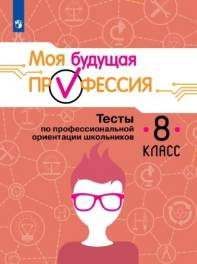 Моя будущая
ПРОФЕССИЯ
Тесты
по профессиональной
ориентации школьников
8
КЛАСС